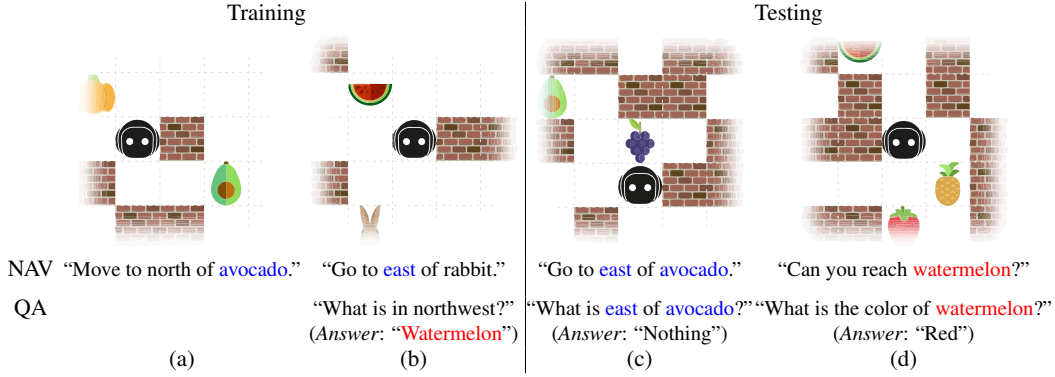 Training Testing
NAV “Move to north of avocado.” “Go to east of rabbit.” “Go to east of avocado.” “Can you reach watermelon?”
QA “What is in northwest?” “What is east of avocado?” “What is the color of watermelon?”
(Answer: “Watermelon”) (Answer: “Nothing”) (Answer: “Red”)
(a) (b) (c) (d)